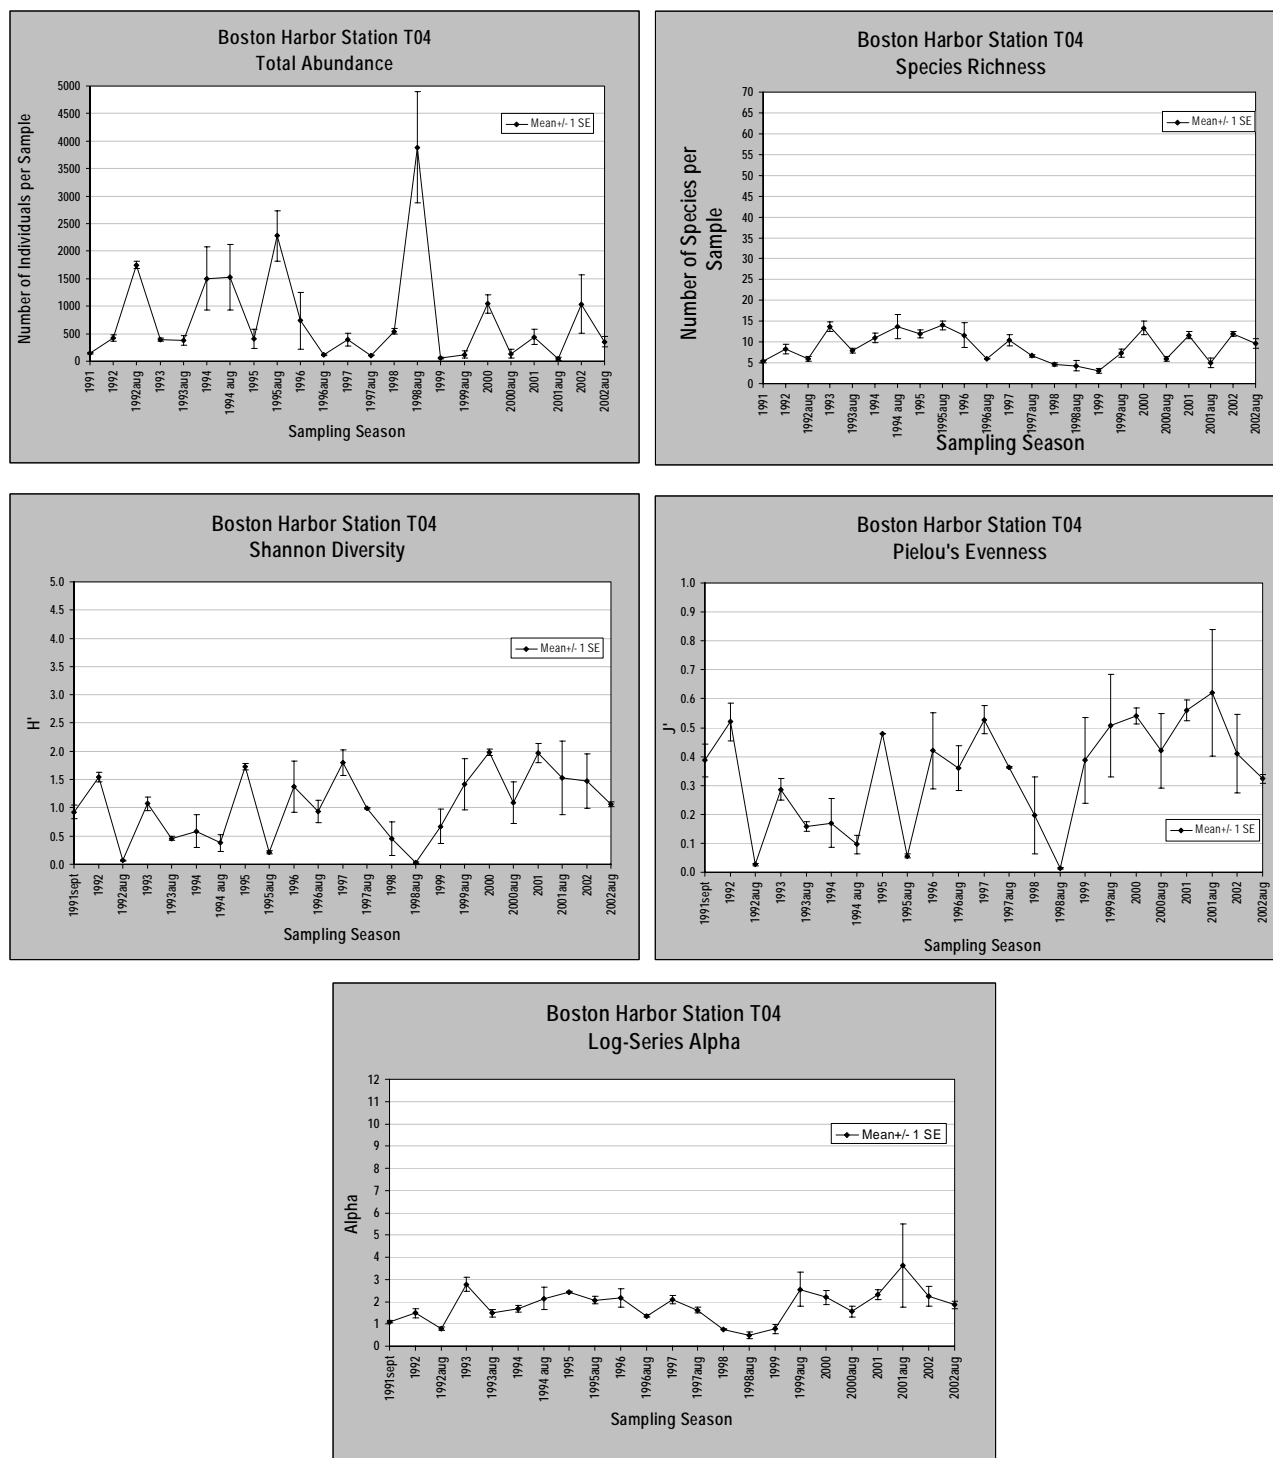 Boston Harbor Station T04
Total Abundance
Number of Individuals per Sample
5000
4500
4000
3500
3000
2500
2000
1500
1000
500
0
Mean+/- 1 SE
1991
1992
1992aug
1993
1993aug
1994
1994 aug
1995
1995aug
1996
1996aug
1997
1997aug
1998
1998aug
1999
1999aug
2000
2000aug
2001
2001aug
2002
2002aug
Sampling Season
Boston Harbor Station T04
Species Richness
Number of Species per
Sample
70
65
60
55
50
45
40
35
30
25
20
15
10
5
0
Mean+/- 1 SE
1991
1992
1992aug
1993
1993aug
1994
1994 aug
1995
1995aug
1996
1996aug
1997
1997aug
1998
1998aug
1999
1999aug
2000
2000aug
2001
2001aug
2002
2002aug
Sampling Season
Boston Harbor Station T04
Shannon Diversity
H'
5.0
4.5
4.0
3.5
3.0
2.5
2.0
1.5
1.0
0.5
0.0
Mean+/- 1 SE
1991sept
1992
1992aug
1993
1993aug
1994
1994 aug
1995
1995aug
1996
1996aug
1997
1997aug
1998
1998aug
1999
1999aug
2000
2000aug
2001
2001aug
2002
2002aug
Sampling Season
Boston Harbor Station T04
Pielou's Evenness
J'
1.0
0.9
0.8
0.7
0.6
0.5
0.4
0.3
0.2
0.1
0.0
Mean+/- 1 SE
1991sept
1992
1992aug
1993
1993aug
1994
1994 aug
1995
1995aug
1996
1996aug
1997
1997aug
1998
1998aug
1999
1999aug
2000
2000aug
2001
2001aug
2002
2002aug
Sampling Season
Boston Harbor Station T04
Log-Series Alpha
Alpha
12
11
10
9
8
7
6
5
4
3
2
1
0
Mean+/- 1 SE
1991sept
1992
1992aug
1993
1993aug
1994
1994 aug
1995
1995aug
1996
1996aug
1997
1997aug
1998
1998aug
1999
1999aug
2000
2000aug
2001
2001aug
2002
2002aug
Sampling Season